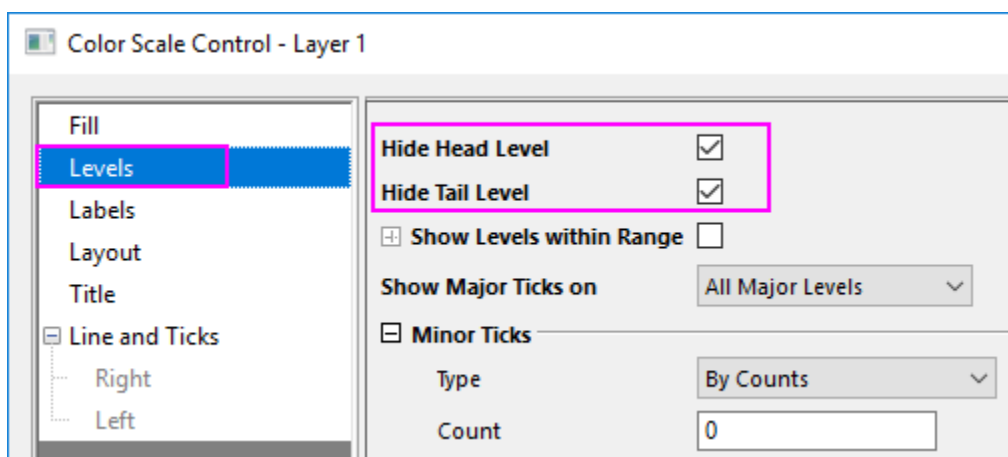 Color Scale Control - Layer 1
Fill
Levels
Labels
Layout
Title
Line and Ticks
Right
Left
Hide Head Level
Hide Tail Level
Show Levels within Range
Show Major Ticks on All Major Levels
Minor Ticks
Type By Counts
Count 0